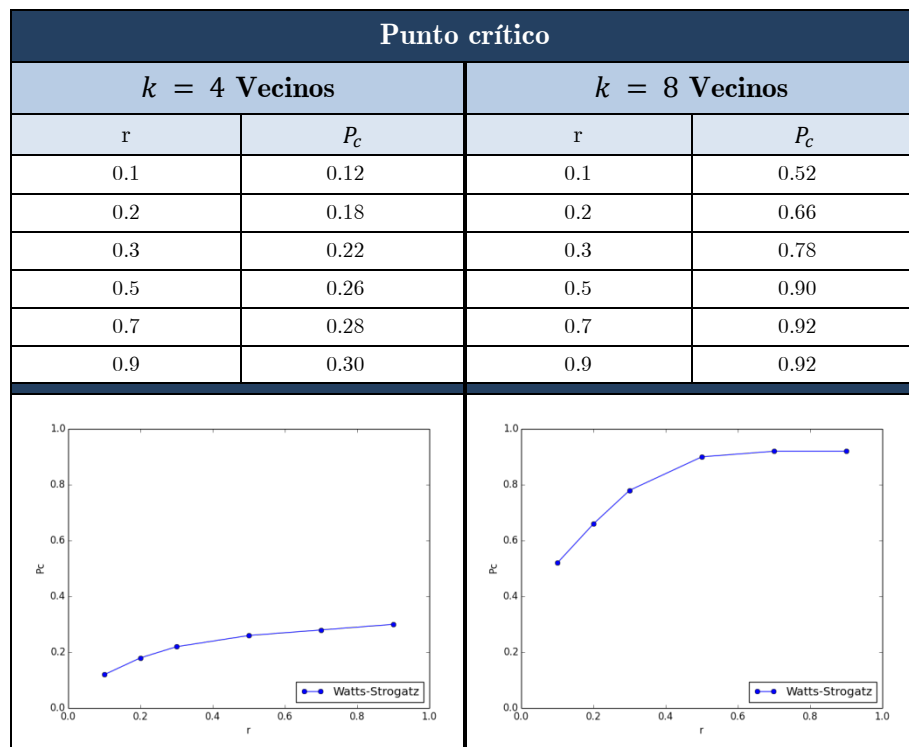 Punto crítico
k = 4 Vecinos k = 8 Vecinos
r P_c r P_c
0.1 0.12 0.1 0.52
0.2 0.18 0.2 0.66
0.3 0.22 0.3 0.78
0.5 0.26 0.5 0.90
0.7 0.28 0.7 0.92
0.9 0.30 0.9 0.92
1.0
0.8
0.6
0.4
0.2
0.0
Pc
0.0 0.2 0.4 0.6 0.8 1.0
r
Watts-Strogatz
1.0
0.8
0.6
0.4
0.2
0.0
Pc
0.0 0.2 0.4 0.6 0.8 1.0
r
Watts-Strogatz